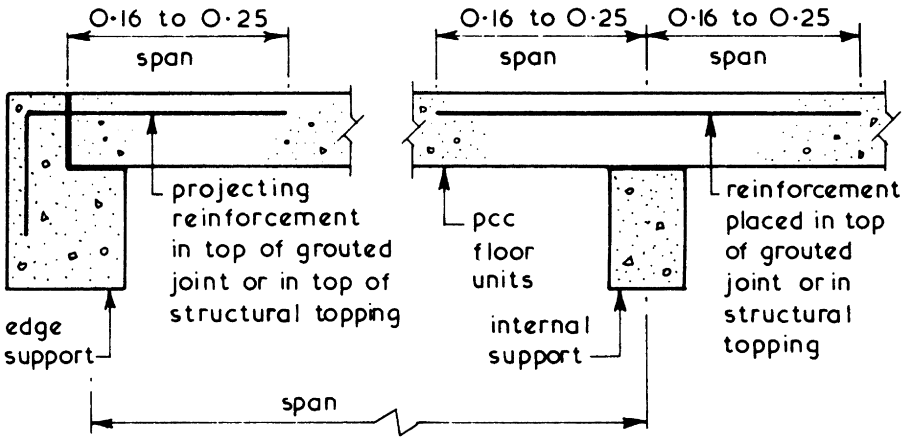 0·16 to 0·25
span
0·16 to 0·25
span
0·16 to 0·25
span
projecting
reinforcement
in top of grouted
joint or in top of
structural topping
edge
support
pcc
floor
units
internal
support
reinforcement
placed in top
of grouted
joint or in
structural
topping
span